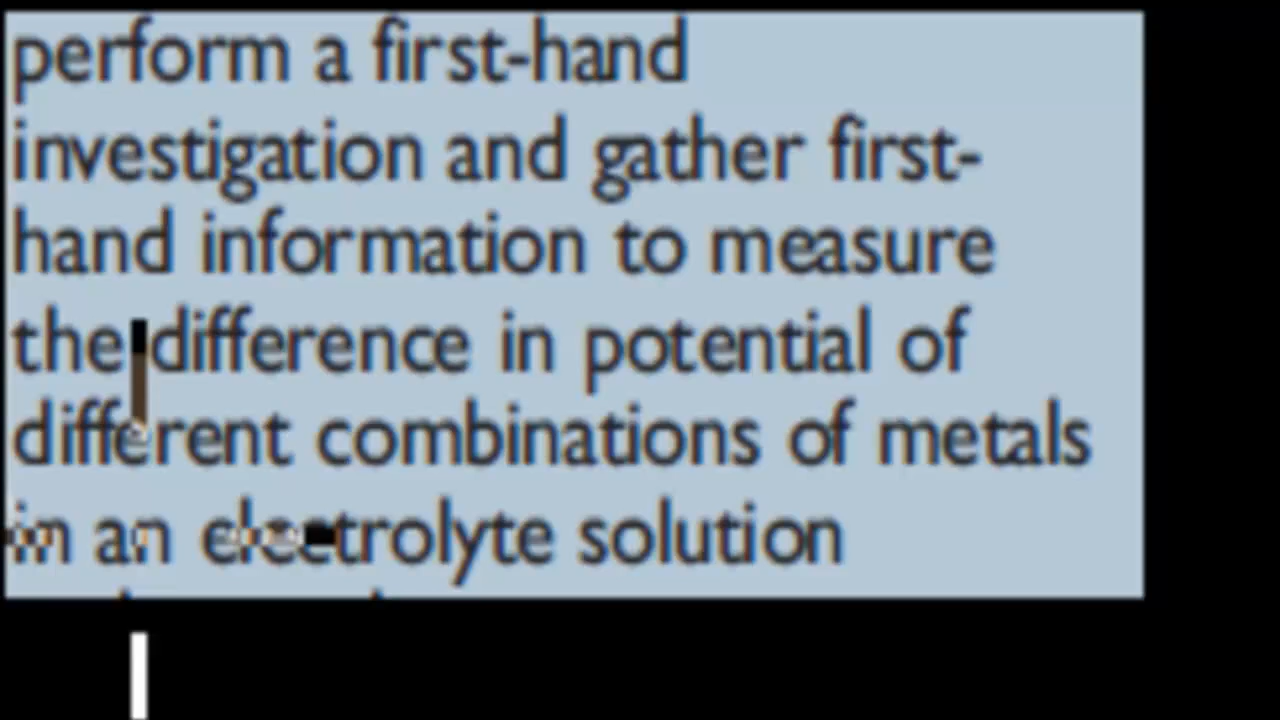 perform a first-hand
investigation and gather first-
hand information to measure
the difference in potential of
different combinations of metals
in an electrolyte solution